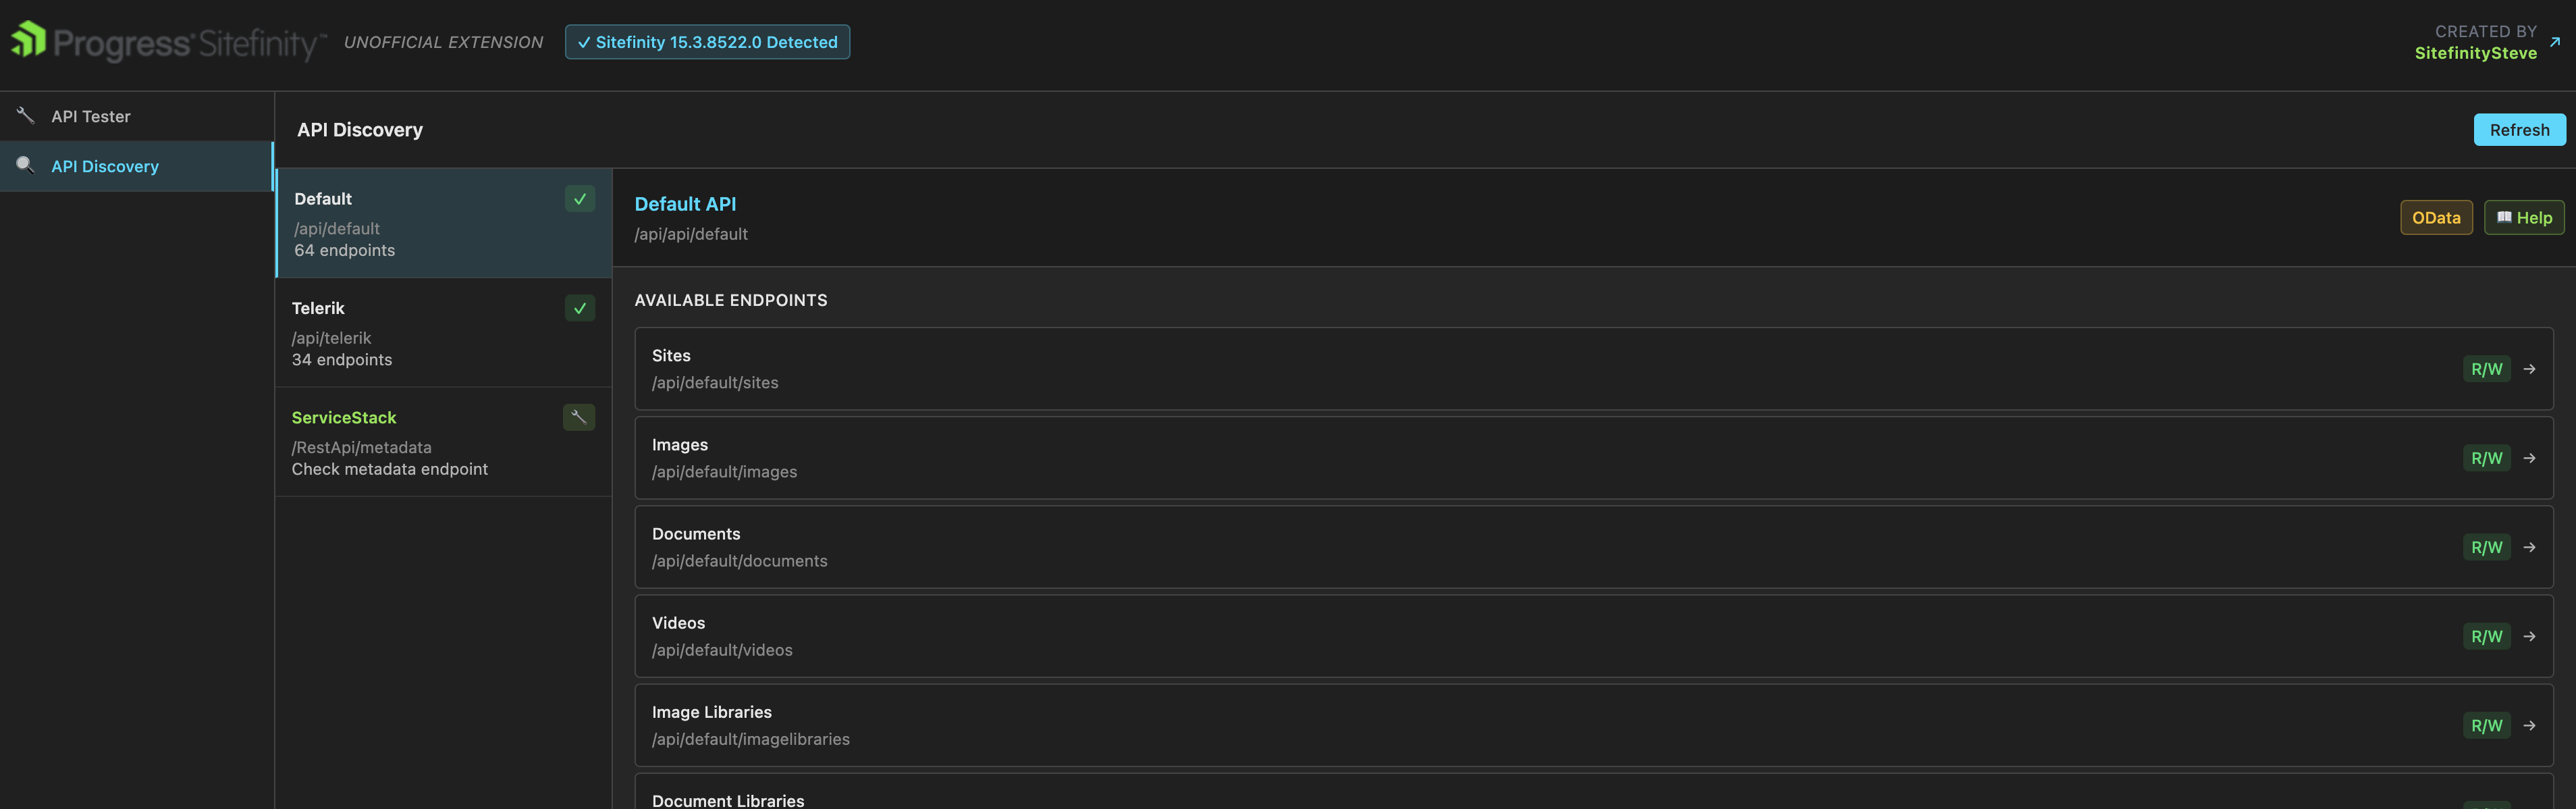 Progress Sitefinity™
UNOFFICIAL EXTENSION
✓ Sitefinity 15.3.8522.0 Detected
CREATED BY
SitefinitySteve ↗
API Tester
API Discovery
API Discovery
Refresh
Default
/api/default
64 endpoints
Telerik
/api/telerik
34 endpoints
ServiceStack
/RestApi/metadata
Check metadata endpoint
Default API
/api/api/default
OData
Help
AVAILABLE ENDPOINTS
Sites
/api/default/sites
R/W →
Images
/api/default/images
R/W →
Documents
/api/default/documents
R/W →
Videos
/api/default/videos
R/W →
Image Libraries
/api/default/imagelibraries
R/W →
Document Libraries